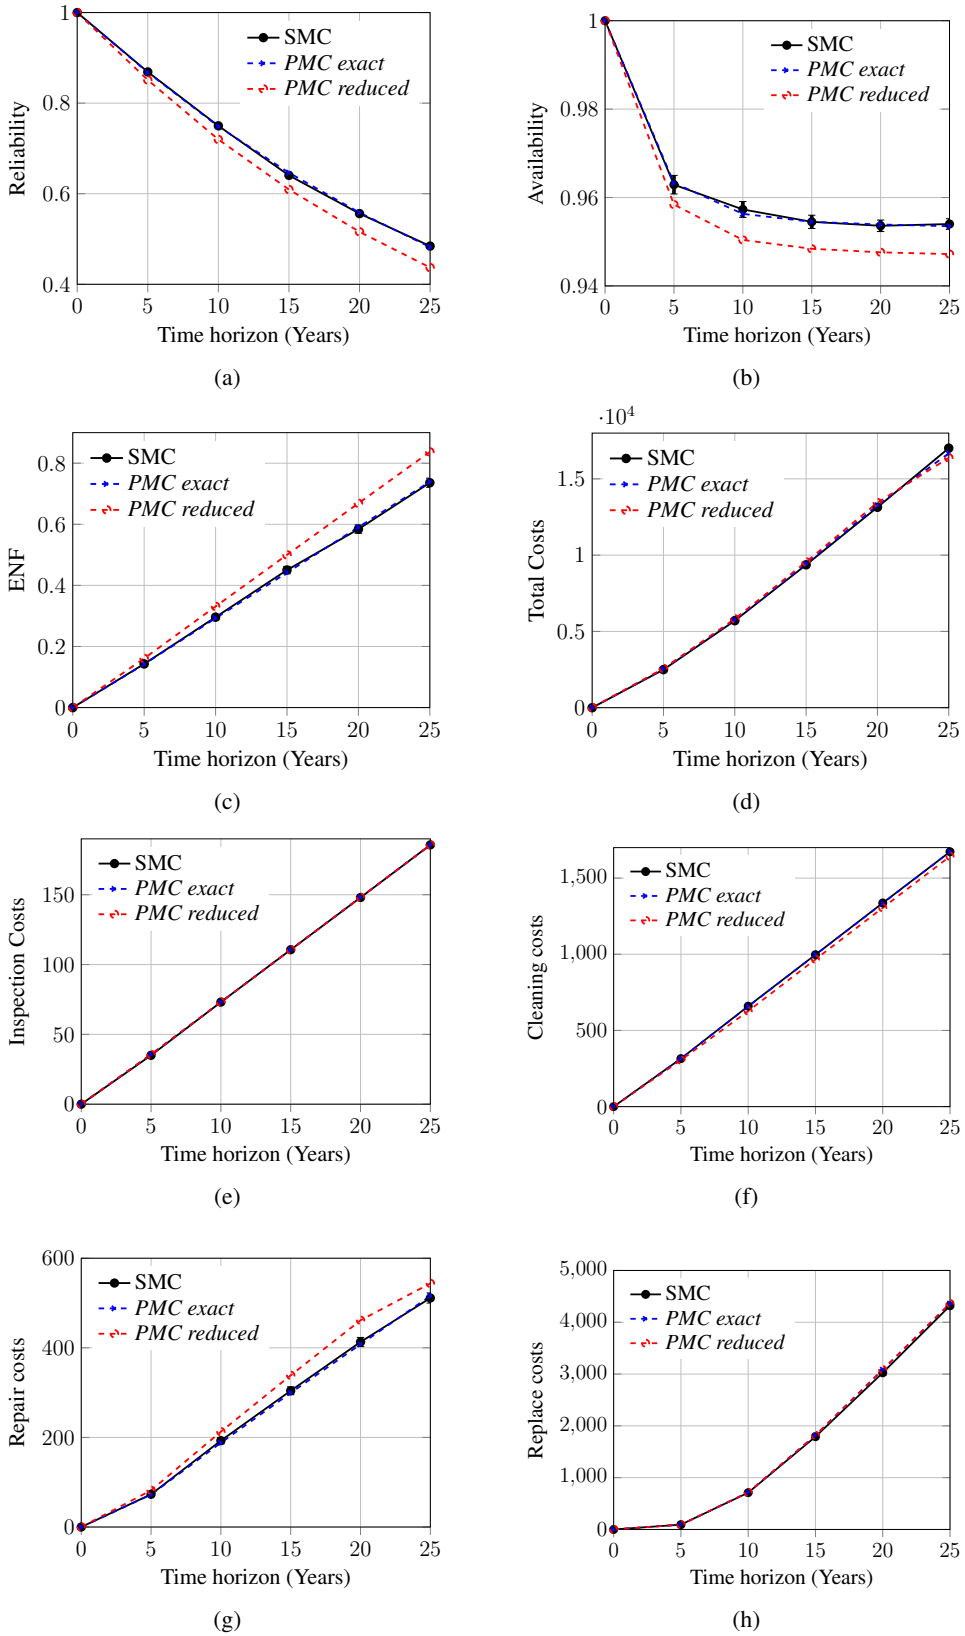 1
0.8
0.6
0.4
0 5 10 15 20 25
Reliability
Time horizon (Years)
SMC
PMC exact
PMC reduced
(a)
1
0.98
0.96
0.94
0 5 10 15 20 25
Availability
Time horizon (Years)
SMC
PMC exact
PMC reduced
(b)
0.8
0.6
0.4
0.2
0
0 5 10 15 20 25
ENF
Time horizon (Years)
SMC
PMC exact
PMC reduced
(c)
·10⁴
1.5
1
0.5
0
0 5 10 15 20 25
Total Costs
Time horizon (Years)
SMC
PMC exact
PMC reduced
(d)
150
100
50
0
0 5 10 15 20 25
Inspection Costs
Time horizon (Years)
SMC
PMC exact
PMC reduced
(e)
1,500
1,000
500
0
0 5 10 15 20 25
Cleaning costs
Time horizon (Years)
SMC
PMC exact
PMC reduced
(f)
600
400
200
0
0 5 10 15 20 25
Repair costs
Time horizon (Years)
SMC
PMC exact
PMC reduced
(g)
5,000
4,000
3,000
2,000
1,000
0
0 5 10 15 20 25
Replace costs
Time horizon (Years)
SMC
PMC exact
PMC reduced
(h)